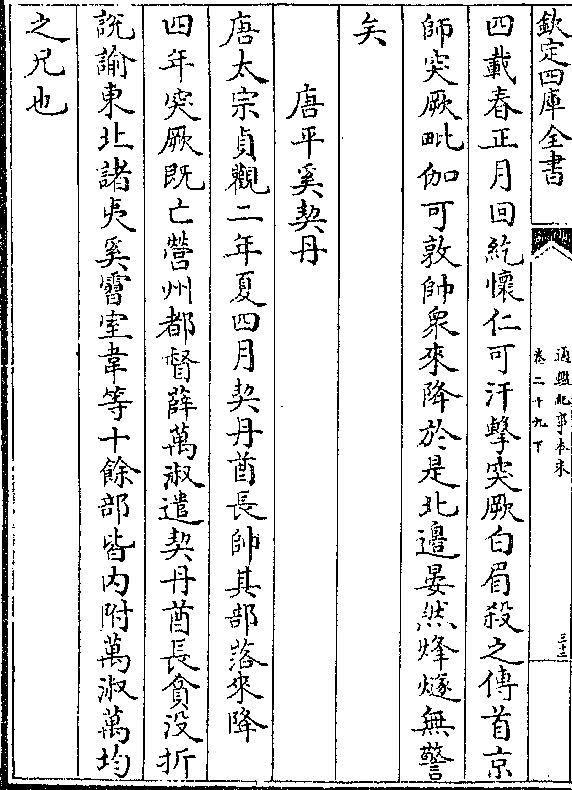 欽定四庫全書
通鑑紀事本末
卷二十九下
三十三
四載春正月回紇懷仁可汗擊突厥白眉殺之傳首京
師突厥毗伽可敦帥衆來降於是北邊晏然烽燧無警
矣
唐平奚契丹
唐太宗貞觀二年夏四月契丹酋長帥其部落來降
四年突厥既亡營州都督薛萬淑遣契丹酋長貪没折
説諭東北諸夷奚霫室韋等十餘部皆内附萬淑萬均
之兄也